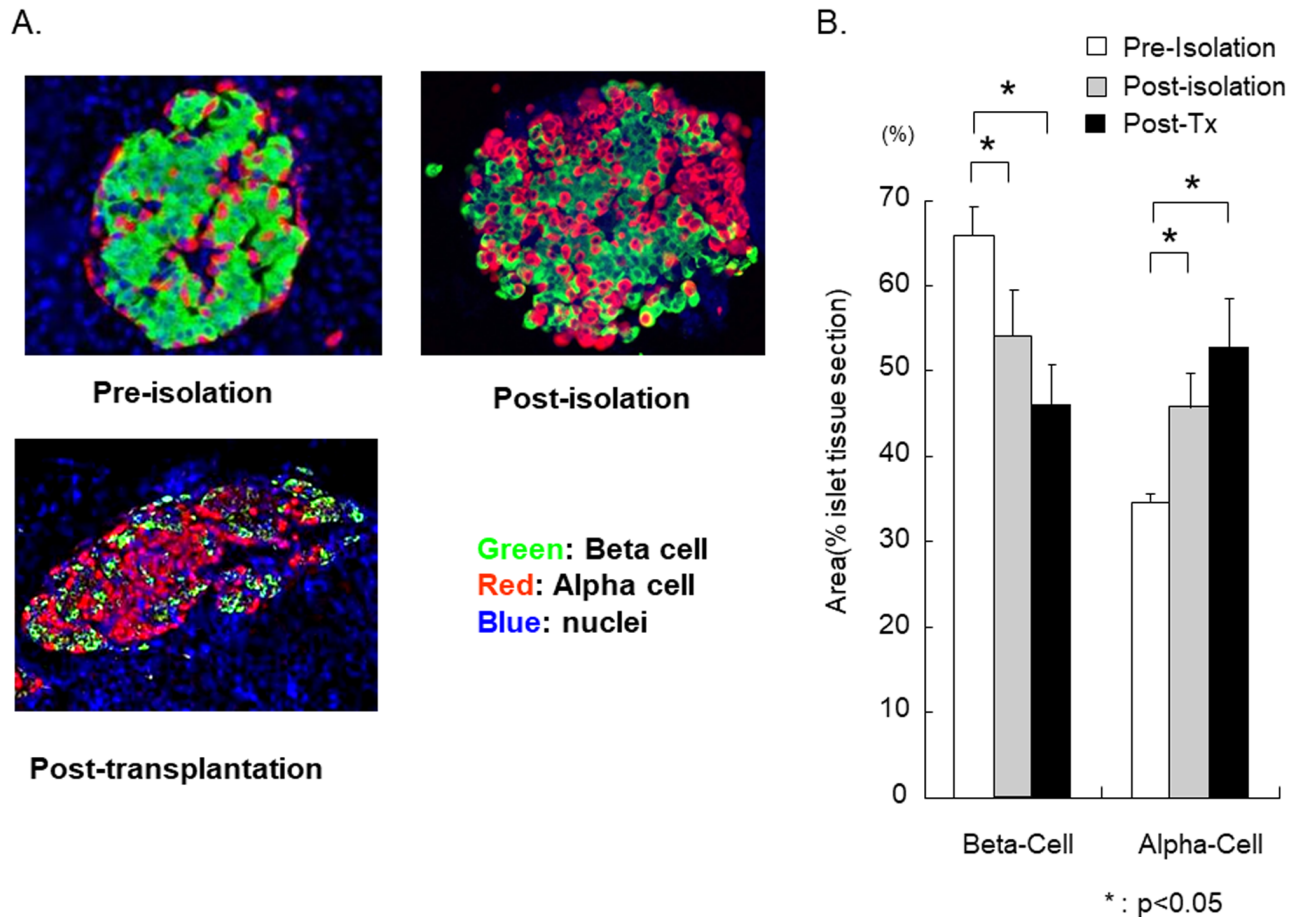 A.
Pre-isolation
Post-isolation
Post-transplantation
Green: Beta cell
Red: Alpha cell
Blue: nuclei
B.
Pre-Isolation
Post-isolation
Post-Tx
(%)
*
*
*
*
Area(% islet tissue section)
70
60
50
40
30
20
10
0
Beta-Cell
Alpha-Cell
* : p<0.05